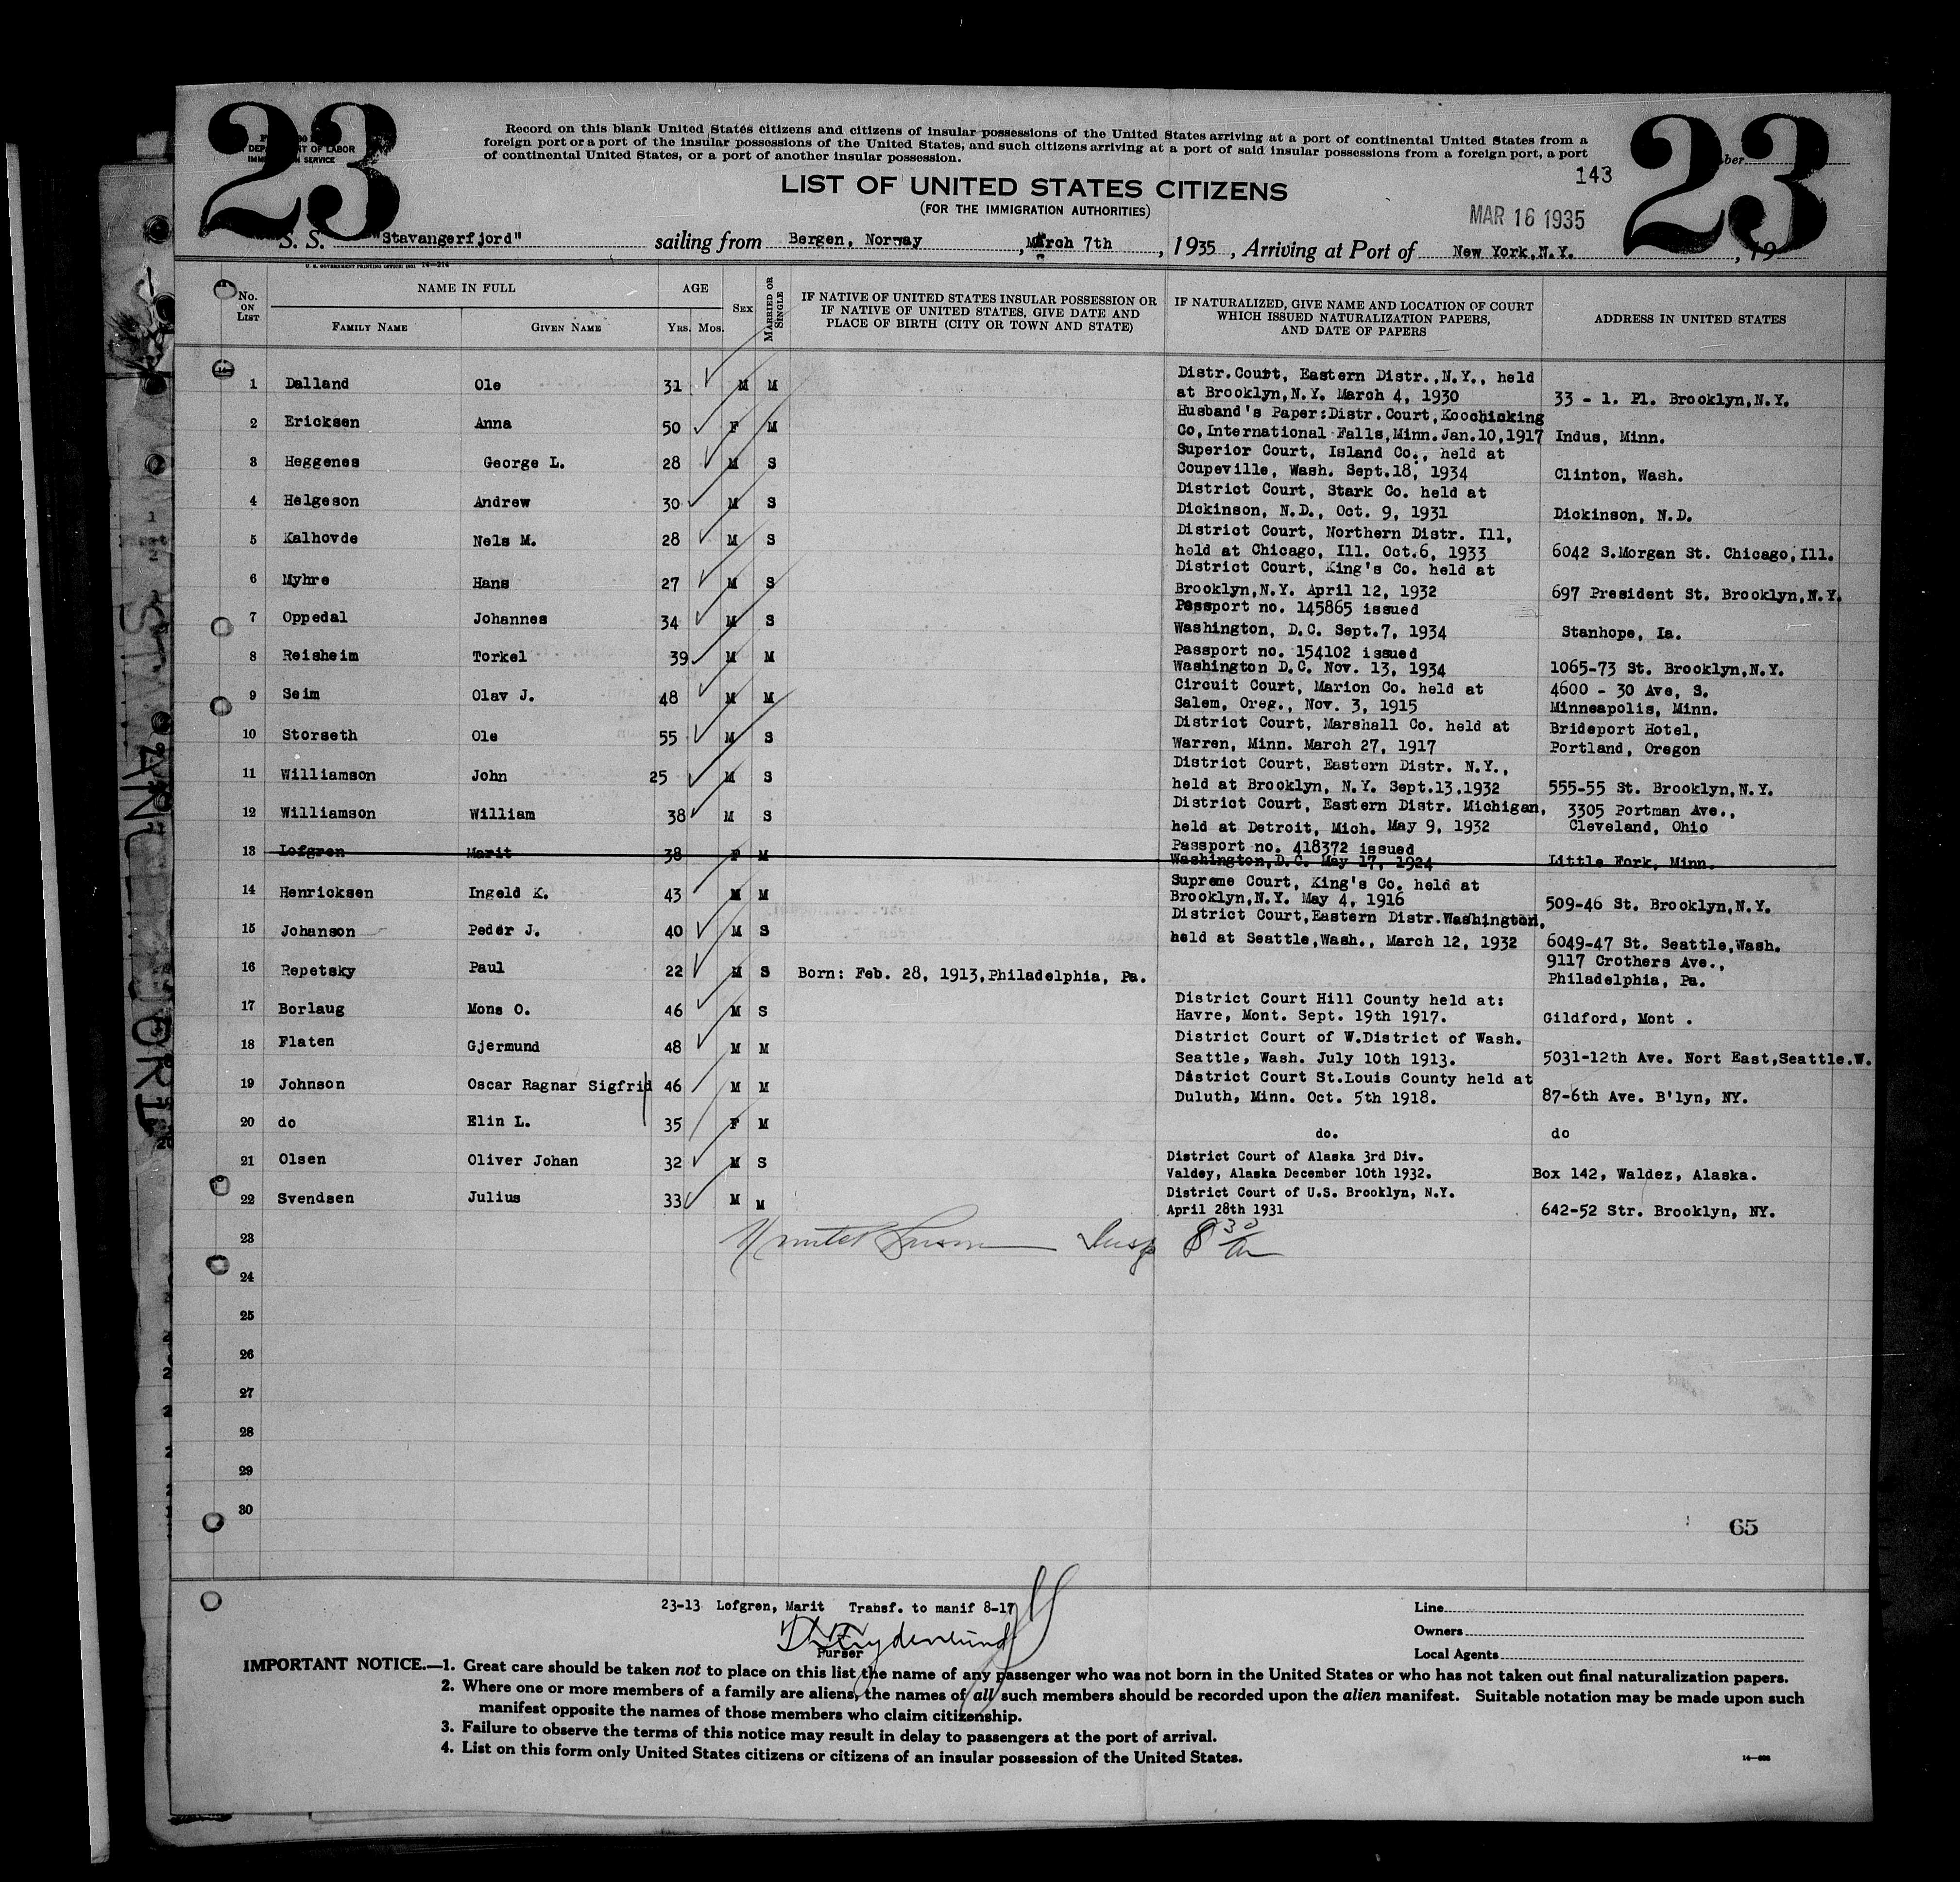 23
23
DEPARTMENT OF LABOR
IMMIGRATION SERVICE
Record on this blank United States citizens and citizens of insular possessions of the United States arriving at a port of continental United States from a
foreign port or a port of the insular possessions of the United States, and such citizens arriving at a port of said insular possessions from a foreign port, a port
of continental United States, or a port of another insular possession.
143
LIST OF UNITED STATES CITIZENS
(FOR THE IMMIGRATION AUTHORITIES)
MAR 16 1935
S. S. "Stavangerfjord" sailing from Bergen, Norway, March 7th, 1935, Arriving at Port of New York, N.Y., 19
U. S. GOVERNMENT PRINTING OFFICE: 1931 14—214
No. ON LIST NAME IN FULL AGE SEX MARRIED OR SINGLE IF NATIVE OF UNITED STATES INSULAR POSSESSION OR IF NATIVE OF UNITED STATES, GIVE DATE AND PLACE OF BIRTH (CITY OR TOWN AND STATE) IF NATURALIZED, GIVE NAME AND LOCATION OF COURT WHICH ISSUED NATURALIZATION PAPERS, AND DATE OF PAPERS ADDRESS IN UNITED STATES
FAMILY NAME GIVEN NAME YRS. MOS.
1 Dalland Ole 31 M M Distr.Court, Eastern Distr.,N.Y., held
at Brooklyn,N.Y. March 4, 1930 33 - 1. Pl. Brooklyn,N.Y.
2 Ericksen Anna 50 F M Husband's Paper:Distr.Court,Koochicking
Co,International Falls,Minn.Jan.10,1917 Indus, Minn.
3 Heggenes George L. 28 M S Superior Court, Island Co., held at
Coupeville, Wash. Sept.18, 1934 Clinton, Wash.
4 Helgeson Andrew 30 M S District Court, Stark Co. held at
Dickinson, N.D., Oct. 9, 1931 Dickinson, N.D.
5 Kalhovde Nels M. 28 M S District Court, Northern Distr. Ill,
held at Chicago, Ill. Oct.6, 1933 6042 S.Morgan St. Chicago,Ill.
6 Myhre Hans 27 M S District Court, King's Co. held at
Brooklyn,N.Y. April 12, 1932 697 President St. Brooklyn,N.Y.
7 Oppedal Johannes 34 M S Passport no. 145865 issued
Washington, D.C. Sept.7, 1934 Stanhope, Ia.
8 Reisheim Torkel 39 M M Passport no. 154102 issued
Washington D.C. Nov. 13, 1934 1065-73 St. Brooklyn,N.Y.
9 Seim Olav J. 48 M M Circuit Court, Marion Co. held at 4600 - 30 Ave, S.
Salem, Oreg., Nov. 3, 1915 Minneapolis, Minn.
10 Storseth Ole 55 M S District Court, Marshall Co. held at Brideport Hotel,
Warren, Minn. March 27, 1917 Portland, Oregon
11 Williamson John 25 M S District Court, Eastern Distr. N.Y.,
held at Brooklyn, N.Y. Sept.13.1932 555-55 St. Brooklyn,N.Y.
12 Williamson William 38 M S District Court, Eastern Distr. Michigan, 3305 Portman Ave.,
held at Detroit, Mich. May 9, 1932 Cleveland, Ohio
13 Lofgren Marit 38 F M Passport no. 418372 issued
Washington,D.C. May 17, 1924 Little Fork, Minn.
14 Henricksen Ingeld K. 43 M M Supreme Court, King's Co. held at
Brooklyn,N.Y. May 4, 1916 509-46 St. Brooklyn,N.Y.
15 Johanson Peder J. 40 M S District Court,Eastern Distr.Washington,
held at Seattle,Wash., March 12, 1932 6049-47 St. Seattle,Wash.
16 Repetsky Paul 22 M S Born: Feb. 28, 1913,Philadelphia, Pa. 9117 Crothers Ave.,
Philadelphia, Pa.
17 Borlaug Mons O. 46 M S District Court Hill County held at:
Havre, Mont. Sept. 19th 1917. Gildford, Mont .
18 Flaten Gjermund 48 M M District Court of W.District of Wash.
Seattle, Wash. July 10th 1913. 5031-12th Ave. Nort East,Seattle.W.
19 Johnson Oscar Ragnar Sigfrid 46 M M District Court St.Louis County held at
Duluth, Minn. Oct. 5th 1918. 87-6th Ave. B'lyn, NY.
20 do Elin L. 35 F M do. do
21 Olsen Oliver Johan 32 M S District Court of Alaska 3rd Div.
Valdey, Alaska December 10th 1932. Box 142, Waldez, Alaska.
22 Svendsen Julius 33 M M District Court of U.S. Brooklyn, N.Y.
April 28th 1931 642-52 Str. Brooklyn, NY.
23 Insp 8 30
24
25
26
27
28
29
30
65
23-13 Lofgren, Marit Transf. to manif 8-17
Purser
Line
Owners
Local Agents
IMPORTANT NOTICE.—1. Great care should be taken not to place on this list the name of any passenger who was not born in the United States or who has not taken out final naturalization papers.
2. Where one or more members of a family are aliens, the names of all such members should be recorded upon the alien manifest. Suitable notation may be made upon such
manifest opposite the names of those members who claim citizenship.
3. Failure to observe the terms of this notice may result in delay to passengers at the port of arrival.
4. List on this form only United States citizens or citizens of an insular possession of the United States.